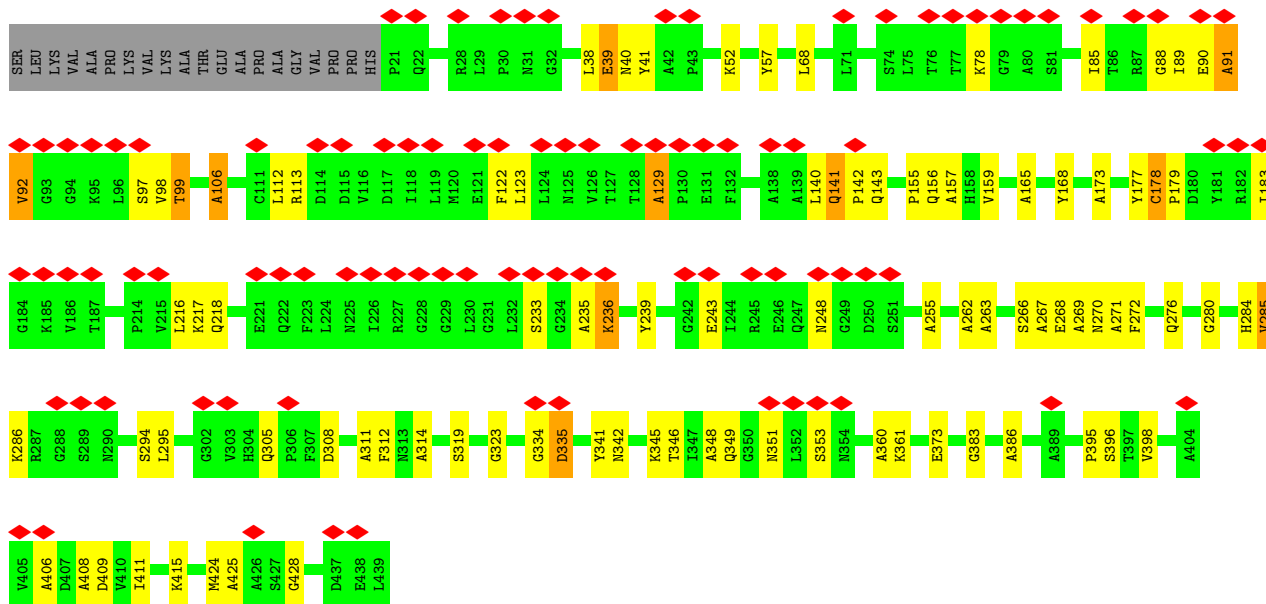 SER LEU LYS VAL ALA PRO PRO LYS VAL LYS ALA THR GLU ALA PRO ALA GLY VAL PRO PRO HIS P21 Q22 R28 L29 P30 N31 G32 L38 E39 N40 Y41 A42 P43 K52 Y57 L68 L71 S74 L75 T76 T77 K78 G79 A80 S81 I85 T86 R87 G88 I89 E90 A91
V92 G93 G94 K95 L96 S97 V98 T99 A106 C111 L112 R113 D114 D115 V116 D117 I118 L119 M120 E121 F122 L123 L124 N125 V126 T127 T128 A129 P130 E131 F132 A138 A139 L140 Q141 P142 Q143 P155 Q156 A157 H158 V159 A165 Y168 A173 Y177 C178 P179 D180 Y181 R182 I183
G184 K185 V186 T187 P214 V215 L216 K217 Q218 E221 Q222 F223 L224 N225 I226 R227 G228 G229 L230 G231 L232 S233 G234 A235 K236 Y239 G242 E243 I244 R245 E246 Q247 N248 G249 D250 S251 A255 A262 A263 S266 A267 E268 A269 N270 A271 F272 Q276 G280 H284 V285
K286 R287 G288 S289 N290 S294 L295 G302 V303 H304 Q305 P306 F307 D308 A311 F312 N313 A314 S319 G323 G334 D335 Y341 N342 K345 T346 I347 A348 Q349 G350 N351 L352 S353 N354 A360 K361 E373 G383 A386 A389 P395 S396 T397 V398 A404
V405 A406 D407 A408 D409 V410 I411 K415 M424 A425 A426 S427 G428 D437 E438 L439